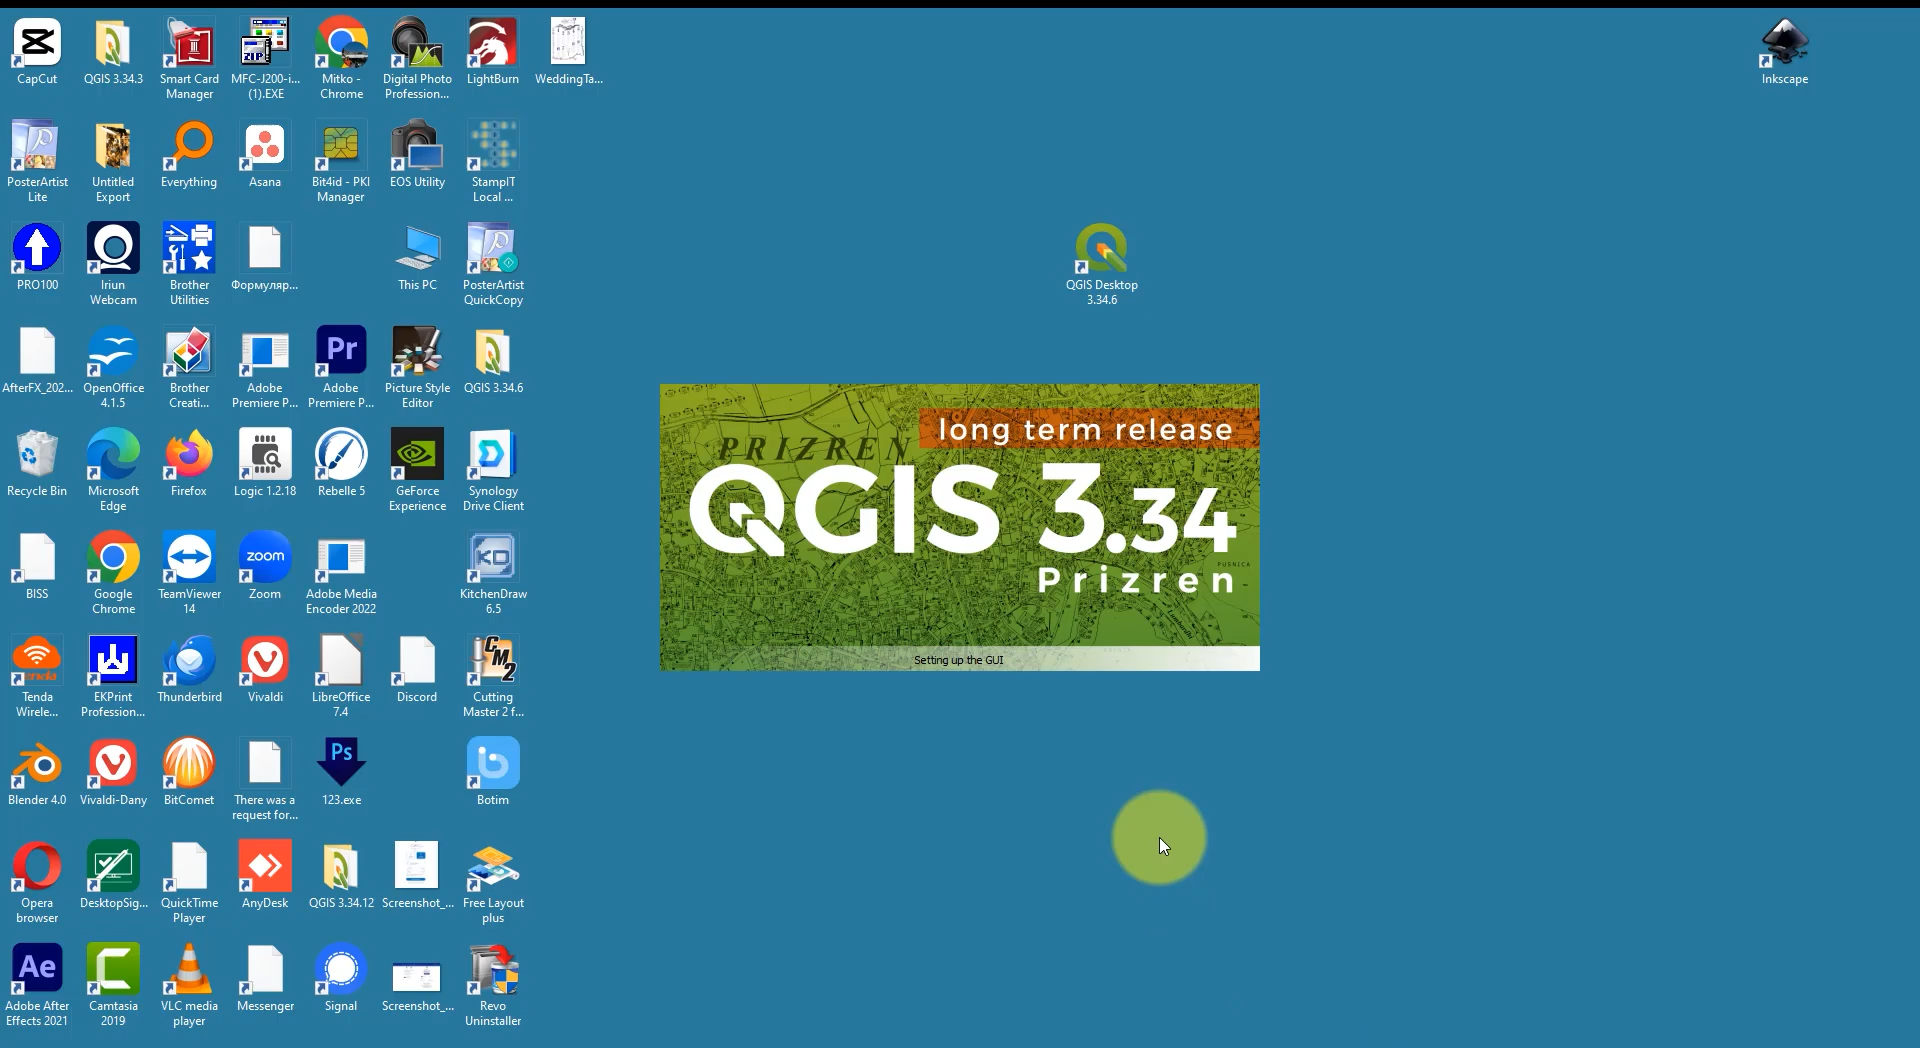 CapCut
QGIS 3.34.3
Smart Card
Manager
MFC-J200-i...
(1).EXE
Mitko -
Chrome
Digital Photo
Profession...
LightBurn
WeddingTa...
Inkscape
PosterArtist
Lite
Untitled
Export
Everything
Asana
Bit4id - PKI
Manager
EOS Utility
StampIT
Local ...
PRO100
Iriun
Webcam
Brother
Utilities
Формуляр...
This PC
PosterArtist
QuickCopy
QGIS Desktop
3.34.6
AfterFX_202...
OpenOffice
4.1.5
Brother
Creati...
Adobe
Premiere P...
Pr
Adobe
Premiere P...
Picture Style
Editor
QGIS 3.34.6
long term release
PRIZREN
QGIS 3.34
PUSNICA
Prizren
Setting up the GUI
Recycle Bin
Microsoft
Edge
Firefox
Logic 1.2.18
Rebelle 5
GeForce
Experience
Synology
Drive Client
BISS
Google
Chrome
TeamViewer
14
zoom
Zoom
Adobe Media
Encoder 2022
KD
KitchenDraw
6.5
tenda
Tenda
Wirele...
EKPrint
Profession...
Thunderbird
Vivaldi
LibreOffice
7.4
Discord
CM2
Cutting
Master 2 f...
Blender 4.0
Vivaldi-Dany
BitComet
There was a
request for...
Ps
123.exe
Botim
Opera
browser
DesktopSig...
QuickTime
Player
AnyDesk
QGIS 3.34.12
Screenshot_...
Free Layout
plus
Ae
Adobe After
Effects 2021
Camtasia
2019
VLC media
player
Messenger
Signal
Screenshot_...
Revo
Uninstaller